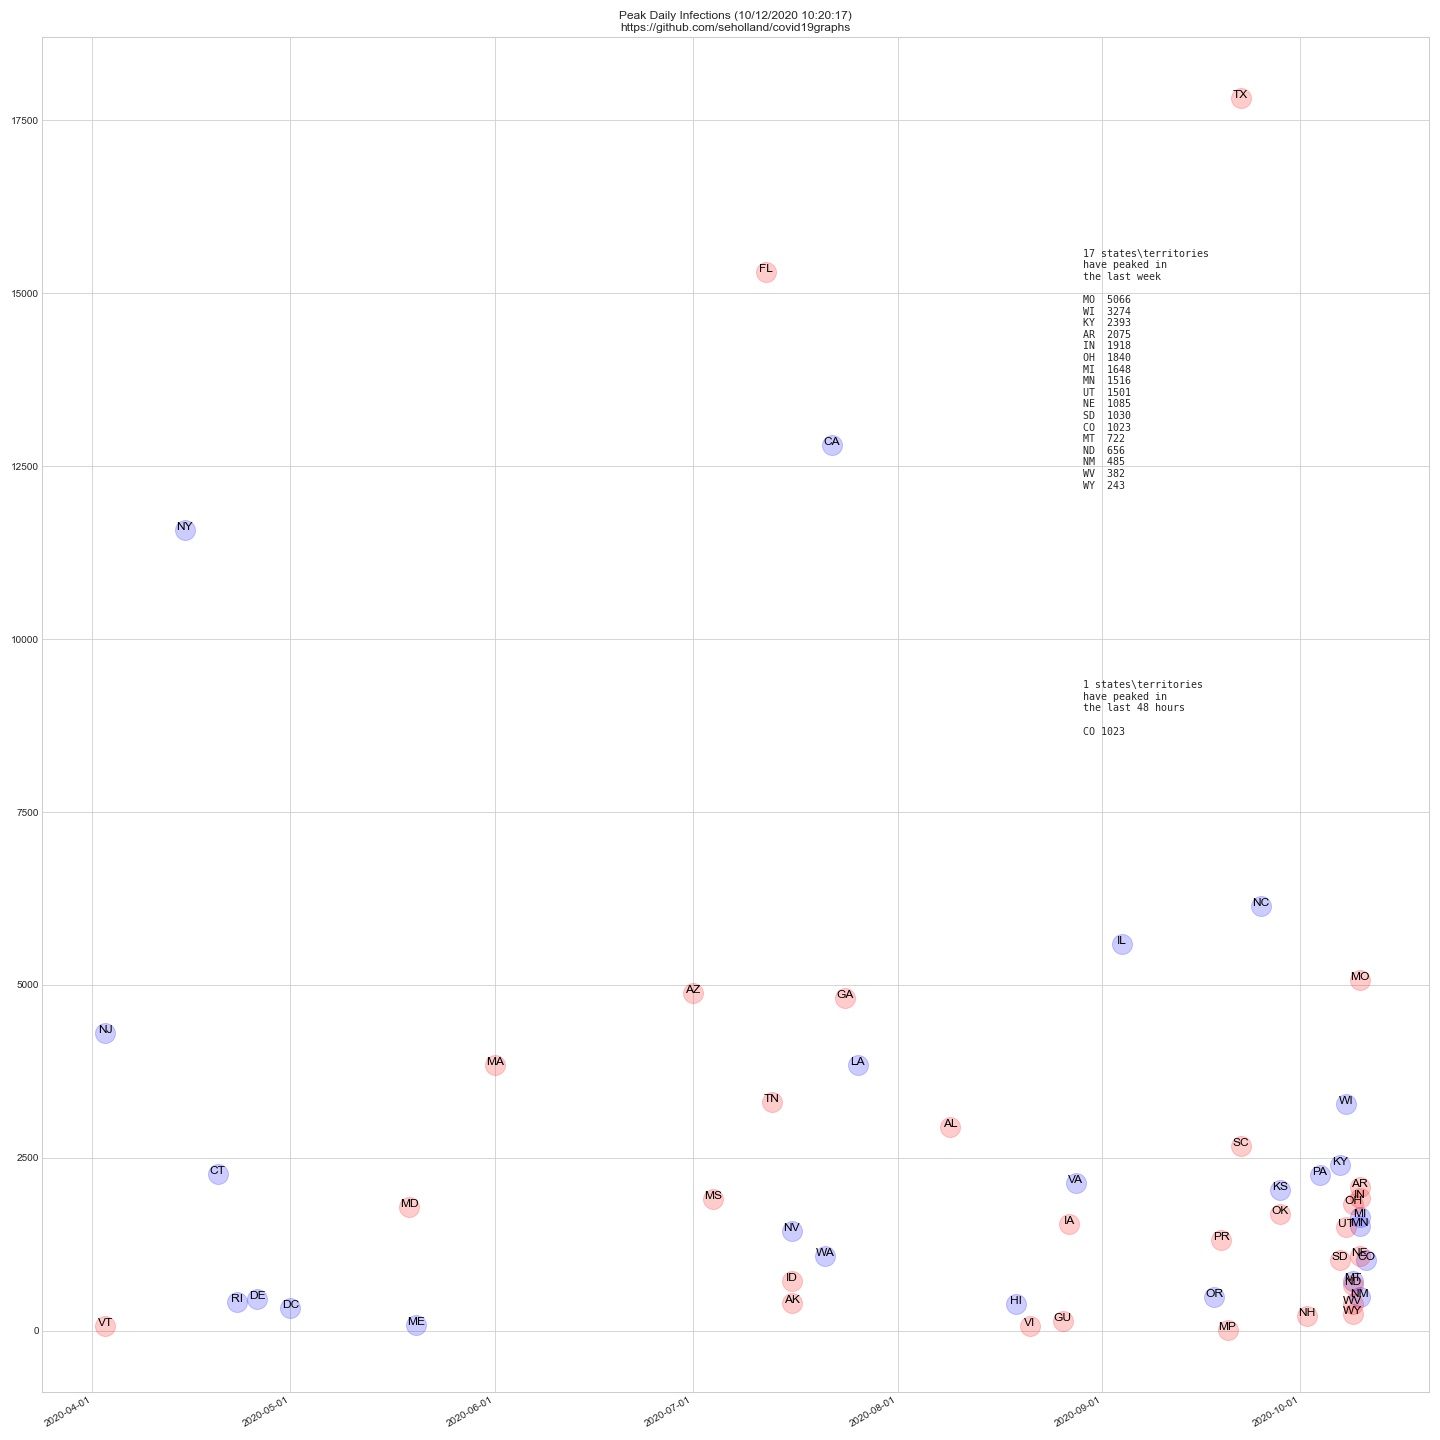 Peak Daily Infections (10/12/2020 10:20:17)
https://github.com/seholland/covid19graphs
TX
17500
17 states\territories
have peaked in
the last week
FL
15000
MO 5066
WI 3274
KY 2393
AR 2075
IN 1918
OH 1840
MI 1648
MN 1516
UT 1501
NE 1085
SD 1030
CO 1023
MT 722
ND 656
NM 485
WV 382
WY 243
CA
12500
NY
10000
1 states\territories
have peaked in
the last 48 hours
CO 1023
7500
NC
IL
MO
5000
AZ
GA
NJ
MA
LA
TN
WI
AL
SC
2500
KY
PA
CT
VA
KS
AR
IN
OH
MD
MS
OK
MI
MN
UT
IA
NV
PR
WA
SD
NE
CO
ID
MT
ND
RI
DE
DC
AK
HI
OR
NM
WV
WY
NH
VT
ME
VI
GU
MP
0
2020-04-01
2020-05-01
2020-06-01
2020-07-01
2020-08-01
2020-09-01
2020-10-01